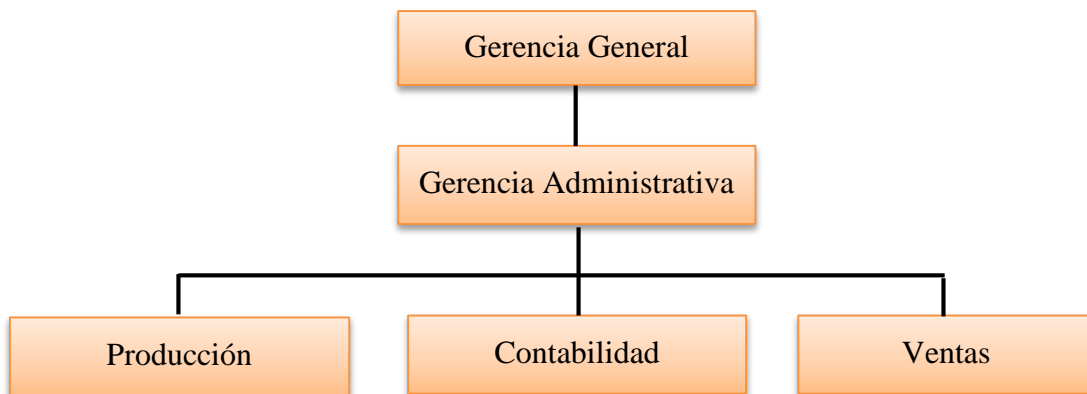 Gerencia General
Gerencia Administrativa
Producción
Contabilidad
Ventas